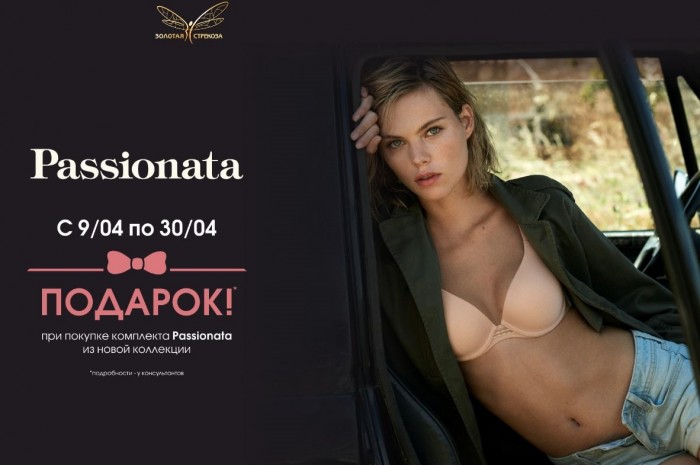 ЗОЛОТАЯ СТРЕКОЗА
Passionata
С 9/04 по 30/04
ПОДАРОК!*
при покупке комплекта Passionata
из новой коллекции
*подробности - у консультантов